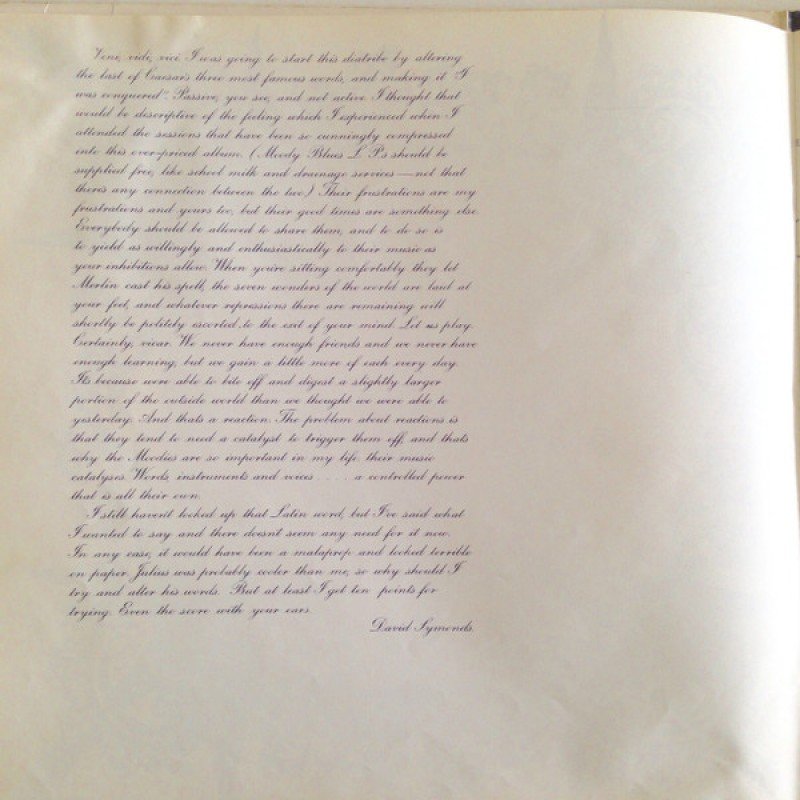 Veni, vidi, vici. I was going to start this diatribe by altering
the last of Caesar's three most famous words, and making it "I
was conquered". Passive, you see, and not active. I thought that
would be descriptive of the feeling which I experienced when I
attended the sessions that have been so cunningly compressed
into this over-priced album. (Moody Blues L. P.s should be
supplied free, like school milk and drainage services — not that
there's any connection between the two.) Their frustrations are my
frustrations and yours too, but their good times are something else.
Everybody should be allowed to share them, and to do so is
to yield as willingly and enthusiastically to their music as
your inhibitions allow. When you're sitting comfortably they let
Merlin cast his spell, the seven wonders of the world are laid at
your feet, and whatever repressions there are remaining will
shortly be politely escorted to the exit of your mind. Let us play.
Certainly, vicar. We never have enough friends and we never have
enough learning, but we gain a little more of each every day.
Its because were able to bite off and digest a slightly larger
portion of the outside world than we thought we were able to
yesterday. And thats a reaction. The problem about reactions is
that they tend to need a catalyst to trigger them off, and thats
why the Moodies are so important in my life. their music
catalyses. Words, instruments and voices . . . . a controlled power
that is all their own.
I still haven't looked up that Latin word, but I've said what
I wanted to say and there doesn't seem any need for it now.
In any case, it would have been a malaprop and looked terrible
on paper. Julius was probably cooler than me, so why should I
try and alter his words. But at least I get ten points for
trying. Even the score with your ears.
David Symonds.